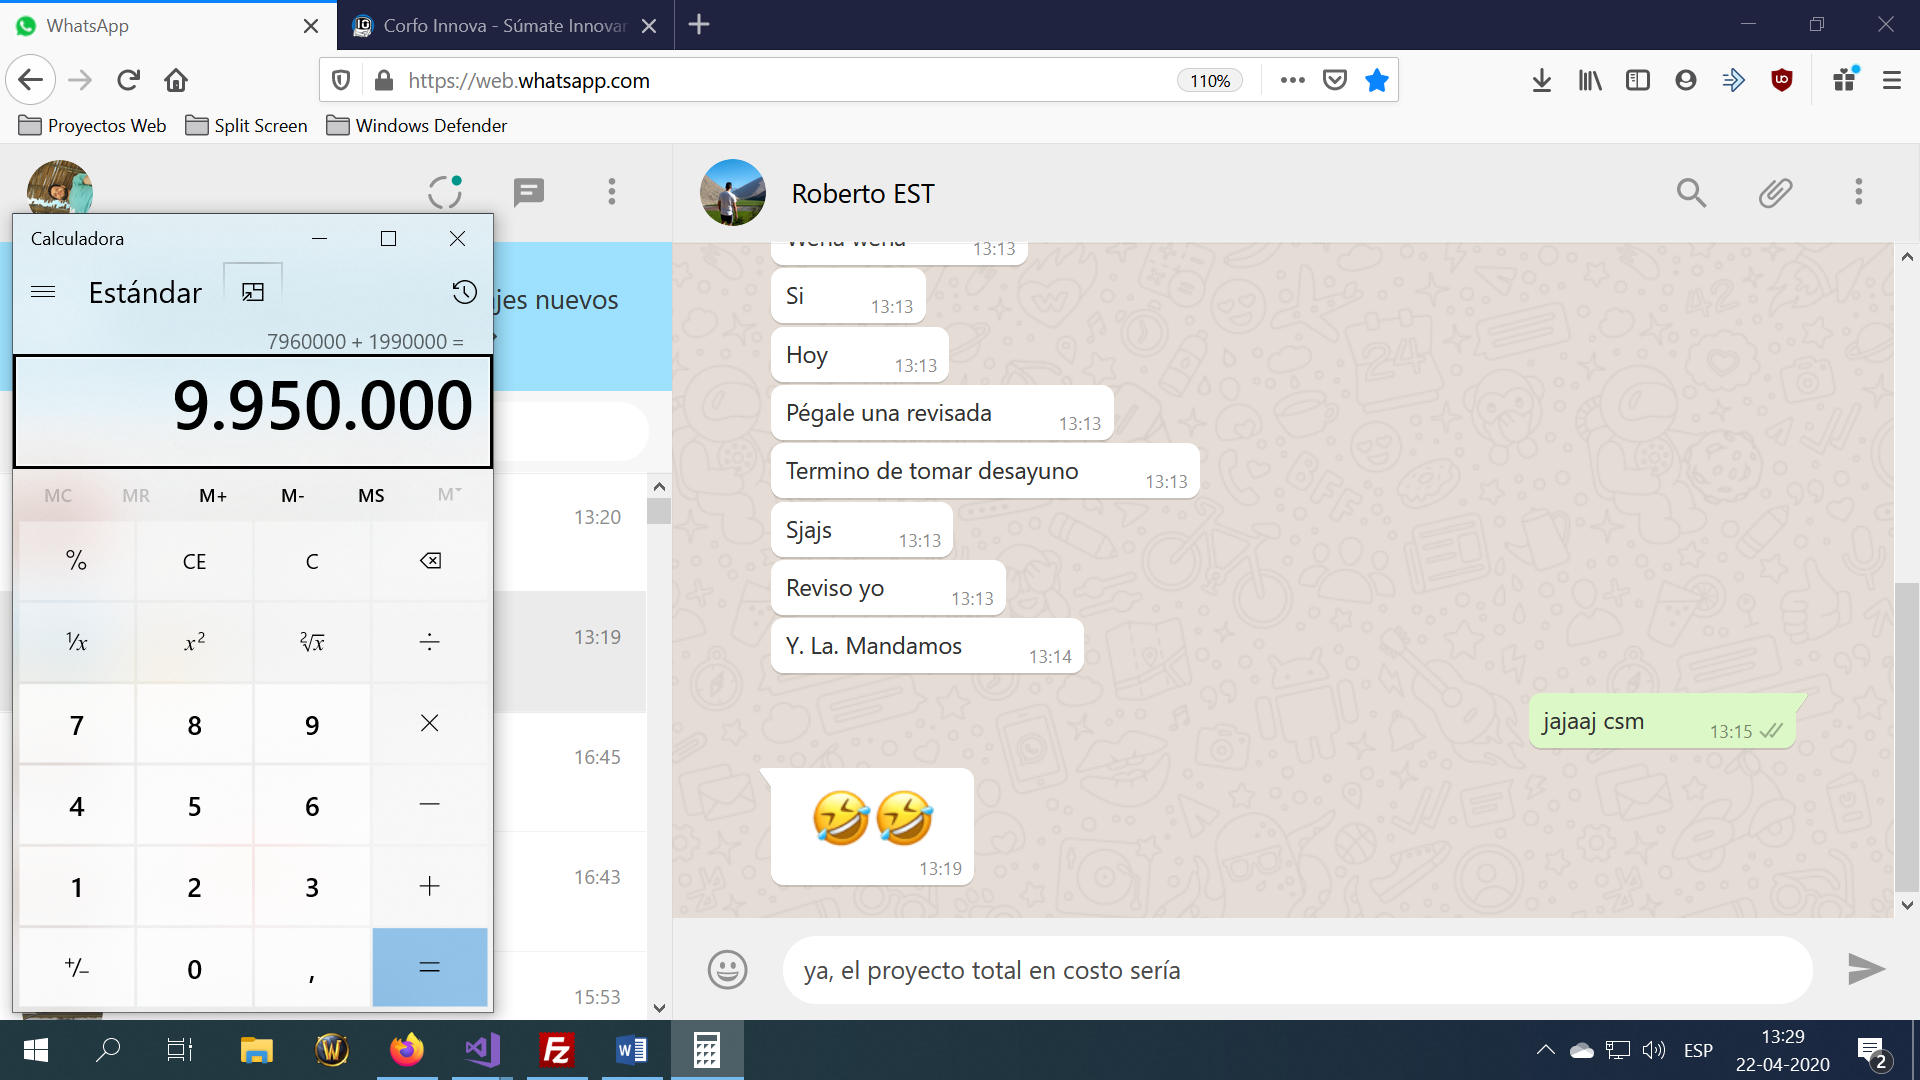 WhatsApp
Corfo Innova - Súmate Innovar
https://web.whatsapp.com
110%
Proyectos Web
Split Screen
Windows Defender
Roberto EST
Calculadora
Estándar
jes nuevos
7960000 + 1990000 =
9.950.000
MC MR M+ M- MS M˅
% CE C
⅟x x² ²√x ÷
7 8 9 ×
4 5 6 −
1 2 3 +
+/− 0 , =
13:20
13:19
16:45
16:43
15:53
Wena wena 13:13
Si 13:13
Hoy 13:13
Pégale una revisada 13:13
Termino de tomar desayuno 13:13
Sjajs 13:13
Reviso yo 13:13
Y. La. Mandamos 13:14
jajaaj csm 13:15
🤣🤣 13:19
ya, el proyecto total en costo sería
ESP
13:29
22-04-2020
2